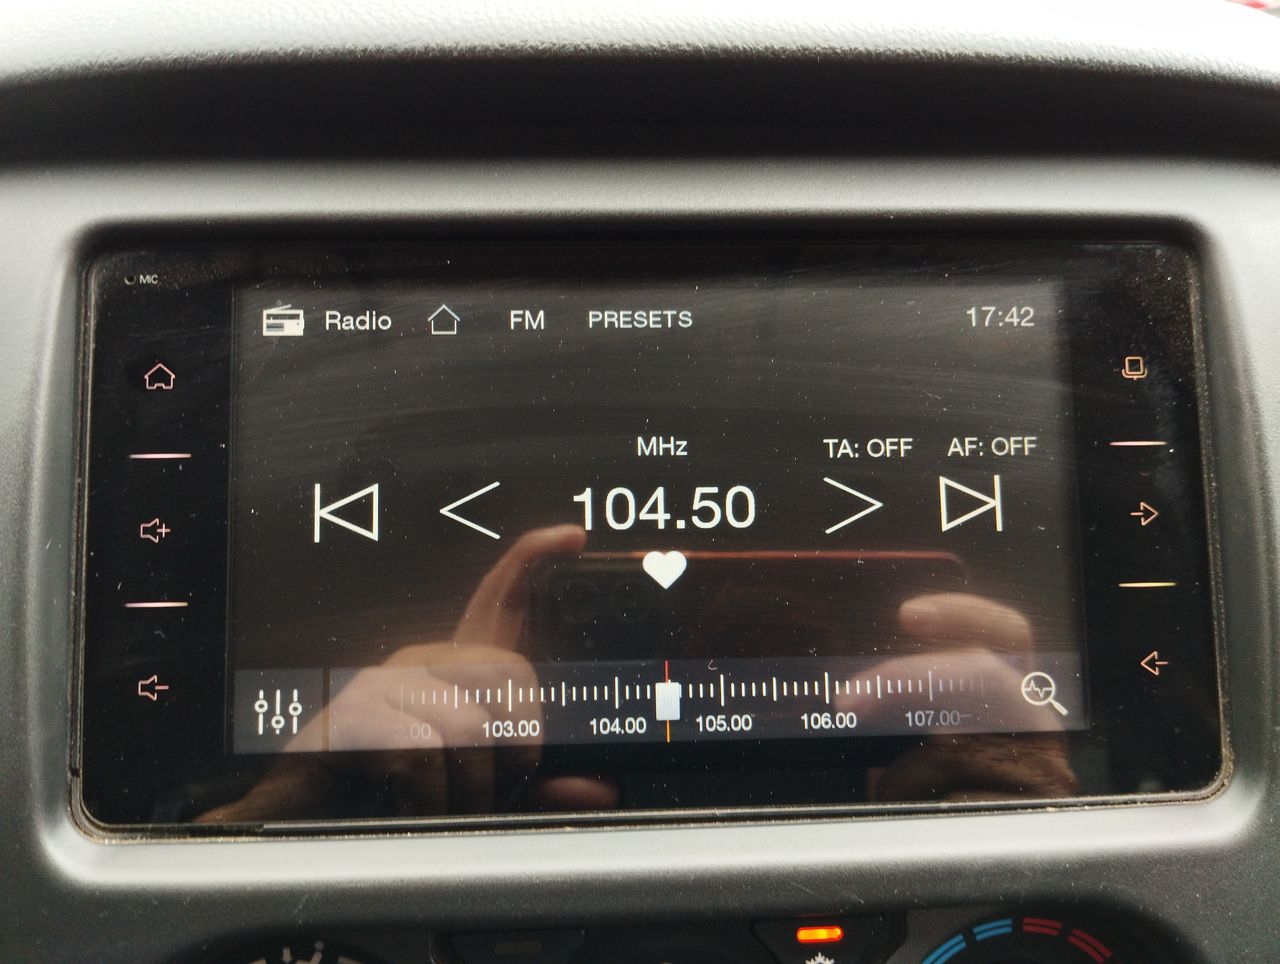 MIC
Radio FM PRESETS 17:42
MHz TA: OFF AF: OFF
104.50
103.00 104.00 105.00 106.00 107.00